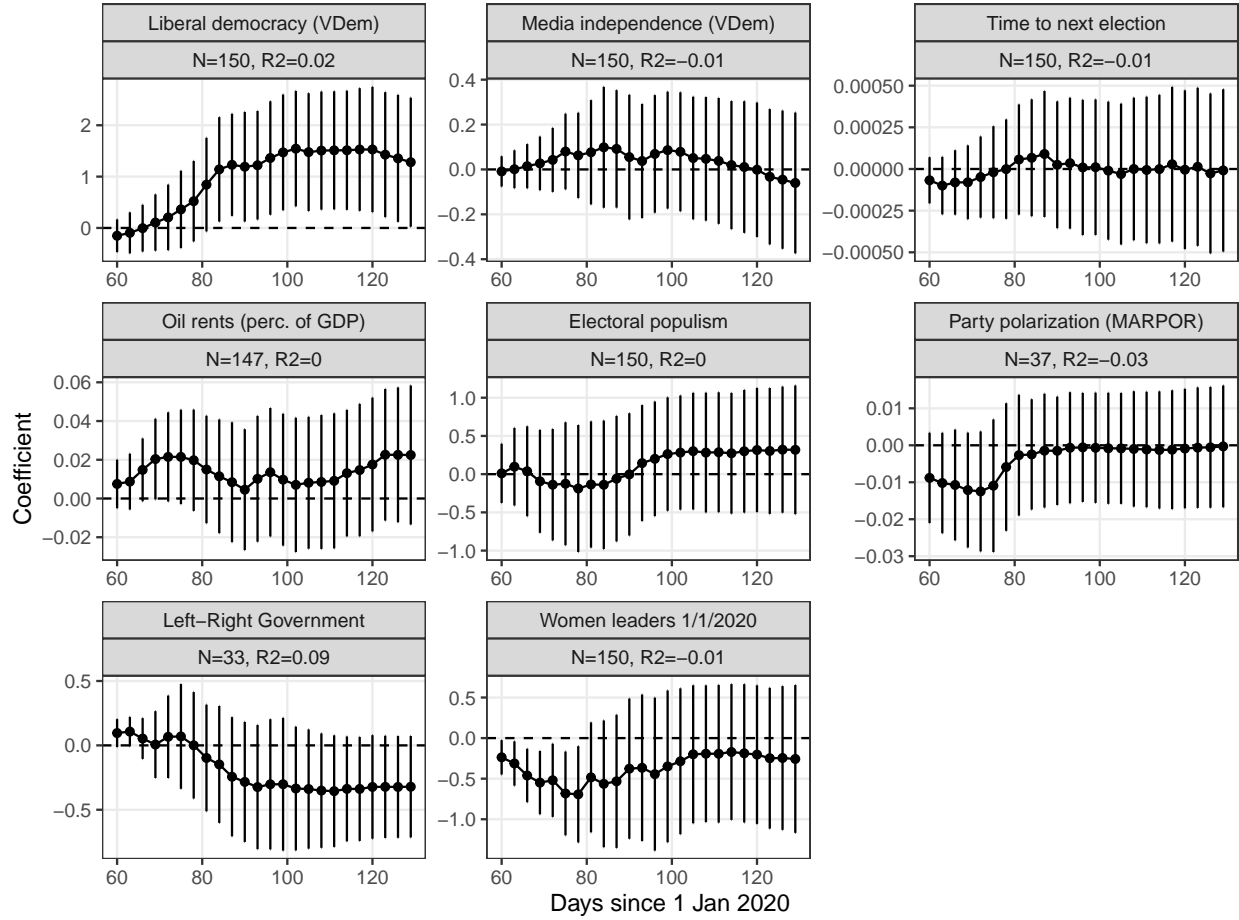 Liberal democracy (VDem)
N=150, R2=0.02
2
1
0
60 80 100 120
Media independence (VDem)
N=150, R2=−0.01
0.4
0.2
0.0
−0.2
−0.4
60 80 100 120
Time to next election
N=150, R2=−0.01
0.00050
0.00025
0.00000
−0.00025
−0.00050
60 80 100 120
Oil rents (perc. of GDP)
N=147, R2=0
0.06
0.04
0.02
0.00
−0.02
60 80 100 120
Electoral populism
N=150, R2=0
1.0
0.5
0.0
−0.5
−1.0
60 80 100 120
Party polarization (MARPOR)
N=37, R2=−0.03
0.01
0.00
−0.01
−0.02
−0.03
60 80 100 120
Left−Right Government
N=33, R2=0.09
0.5
0.0
−0.5
60 80 100 120
Women leaders 1/1/2020
N=150, R2=−0.01
0.5
0.0
−0.5
−1.0
60 80 100 120
Coefficient
Days since 1 Jan 2020